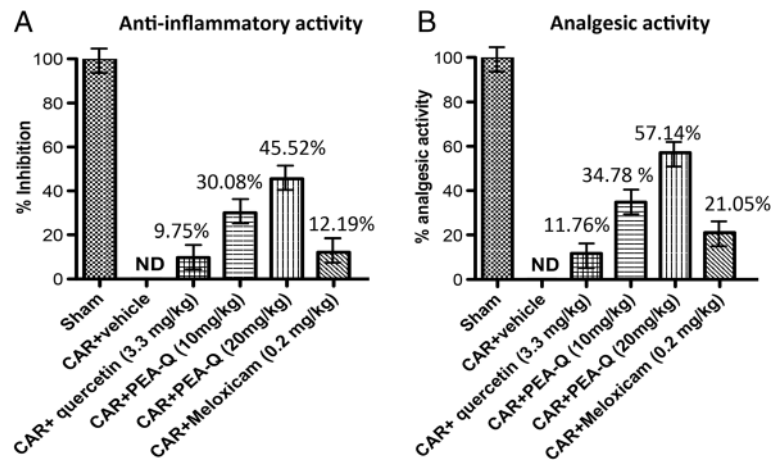 A
Anti-inflammatory activity
% Inhibition
100
80
60
40
20
0
9.75%
30.08%
45.52%
12.19%
ND
Sham
CAR+vehicle
CAR+ quercetin (3.3 mg/kg)
CAR+PEA-Q (10mg/kg)
CAR+PEA-Q (20mg/kg)
CAR+Meloxicam (0.2 mg/kg)
B
Analgesic activity
% analgesic activity
100
80
60
40
20
0
11.76%
34.78 %
57.14%
21.05%
ND
Sham
CAR+vehicle
CAR+ quercetin (3.3 mg/kg)
CAR+PEA-Q (10mg/kg)
CAR+PEA-Q (20mg/kg)
CAR+Meloxicam (0.2 mg/kg)